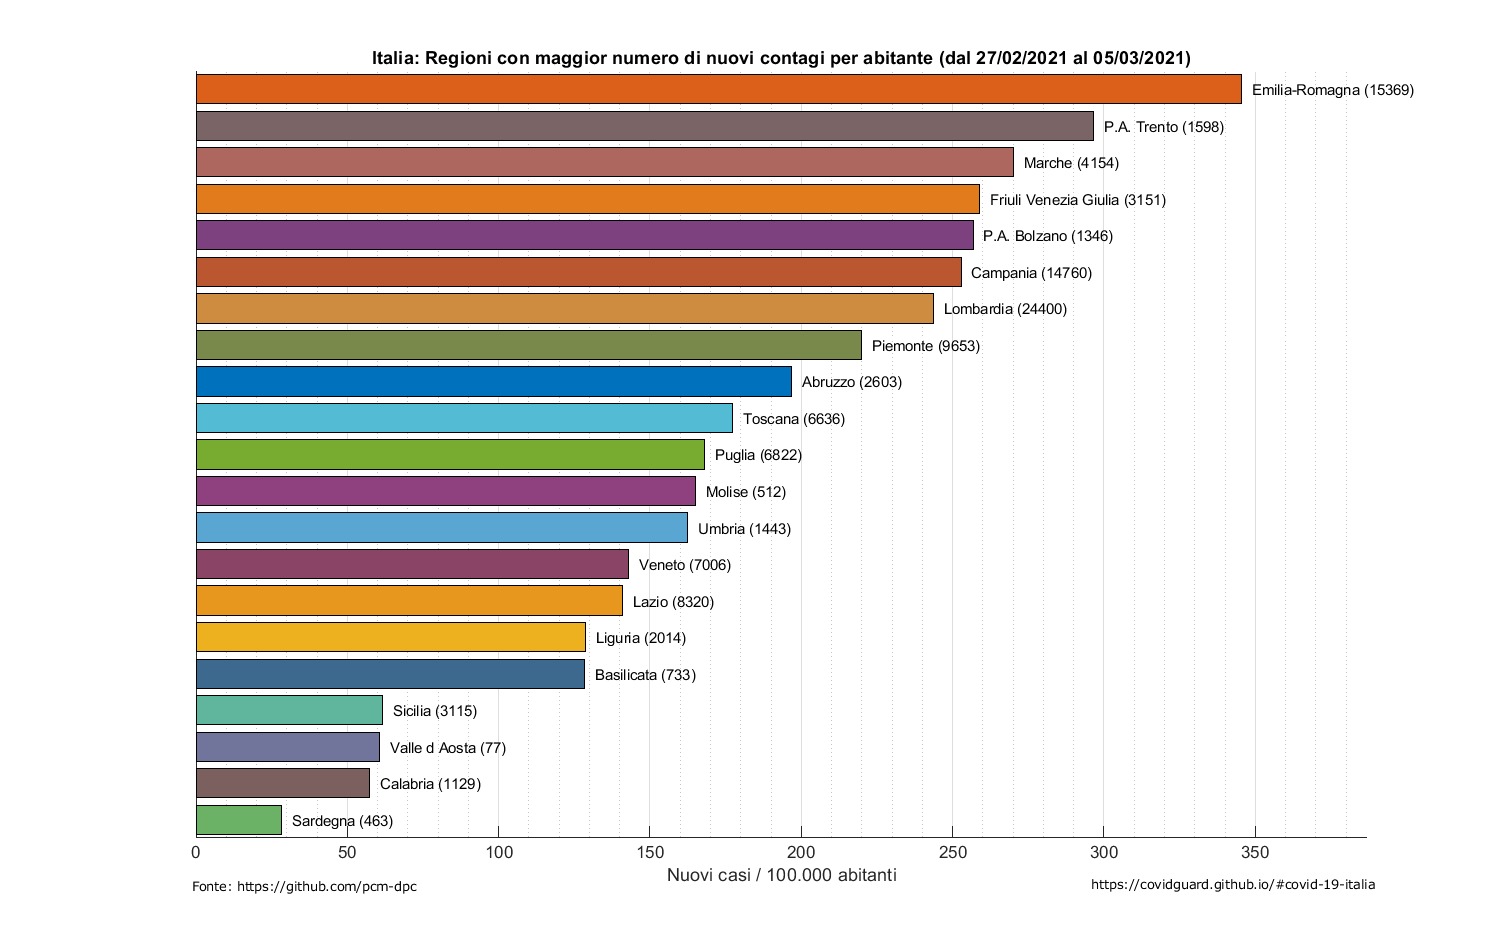 Italia: Regioni con maggior numero di nuovi contagi per abitante (dal 27/02/2021 al 05/03/2021)
Emilia-Romagna (15369)
P.A. Trento (1598)
Marche (4154)
Friuli Venezia Giulia (3151)
P.A. Bolzano (1346)
Campania (14760)
Lombardia (24400)
Piemonte (9653)
Abruzzo (2603)
Toscana (6636)
Puglia (6822)
Molise (512)
Umbria (1443)
Veneto (7006)
Lazio (8320)
Liguria (2014)
Basilicata (733)
Sicilia (3115)
Valle d Aosta (77)
Calabria (1129)
Sardegna (463)
0 50 100 150 200 250 300 350
Nuovi casi / 100.000 abitanti
Fonte: https://github.com/pcm-dpc
https://covidguard.github.io/#covid-19-italia